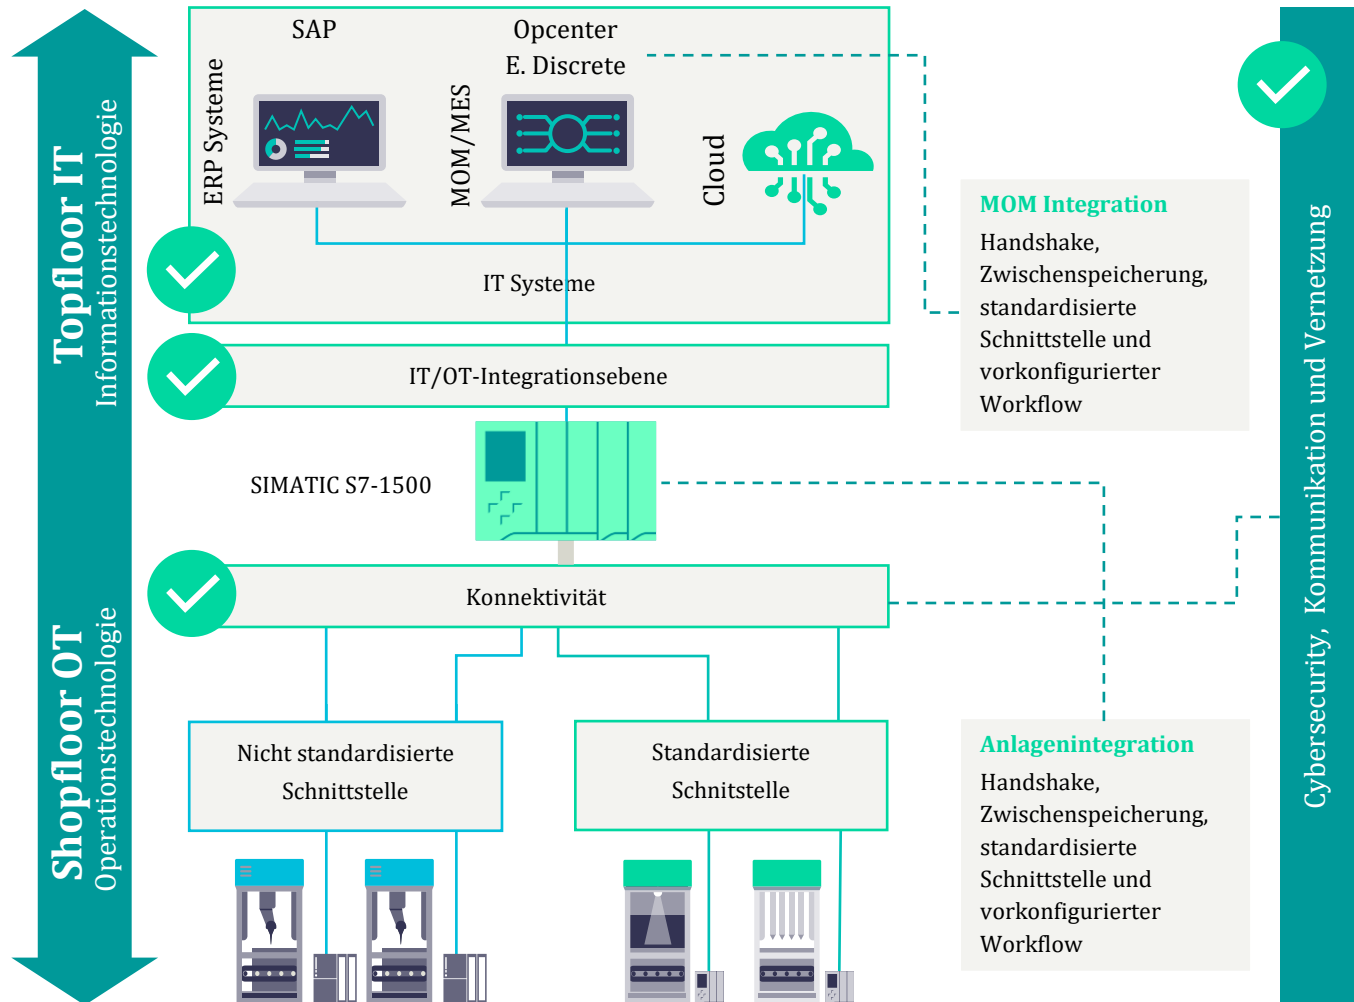 Topfloor IT
Informationstechnologie
Shopfloor OT
Operationstechnologie
SAP
ERP Systeme
Opcenter
E. Discrete
MOM/MES
Cloud
IT Systeme
IT/OT-Integrationsebene
SIMATIC S7-1500
Konnektivität
Nicht standardisierte
Schnittstelle
Standardisierte
Schnitstelle
MOM Integration
Handshake,
Zwischenspeicherung,
standardisierte
Schnittstelle und
vorkonfigurierter
Workflow
Anlagenintegration
Handshake,
Zwischenspeicherung,
standardisierte
Schnittstelle und
vorkonfigurierter
Workflow
Cybersecurity, Kommunikation und Vernetzung